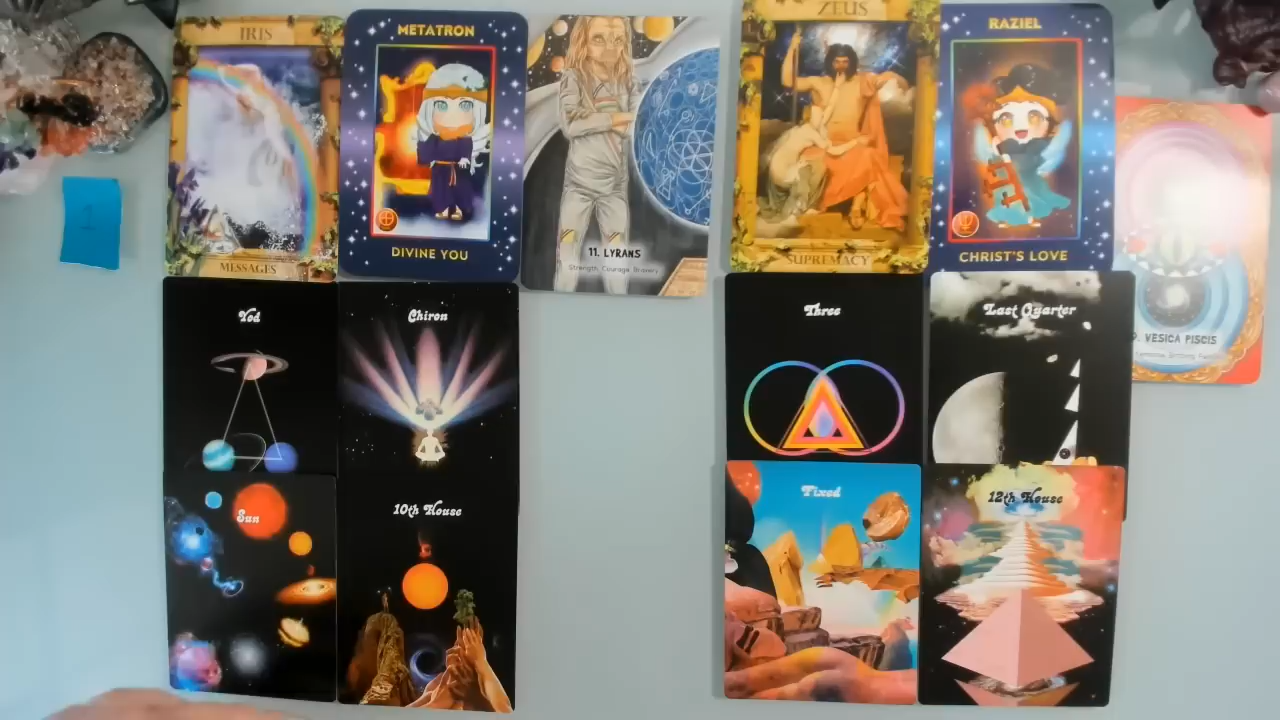 IRIS
MESSAGES
METATRON
DIVINE YOU
11. LYRANS
Strength Courage Bravery
ZEUS
SUPREMACY
RAZIEL
CHRIST'S LOVE
VESICA PISCIS
1
Yod
Chiron
Three
Last Quarter
Sun
10th House
Fixed
12th House